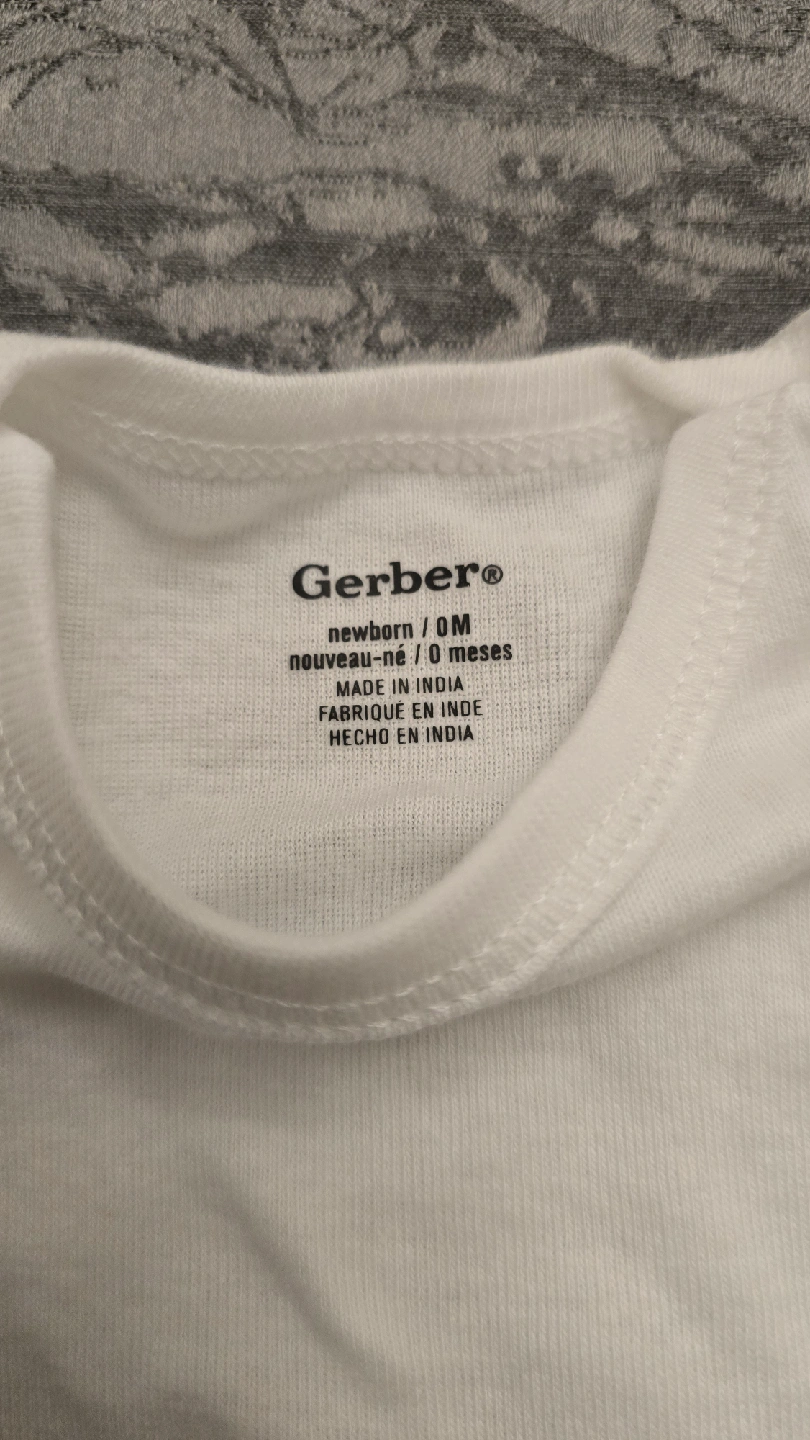 Gerber®
newborn / 0M
nouveau-né / 0 meses
MADE IN INDIA
FABRIQUÉ EN INDE
HECHO EN INDIA